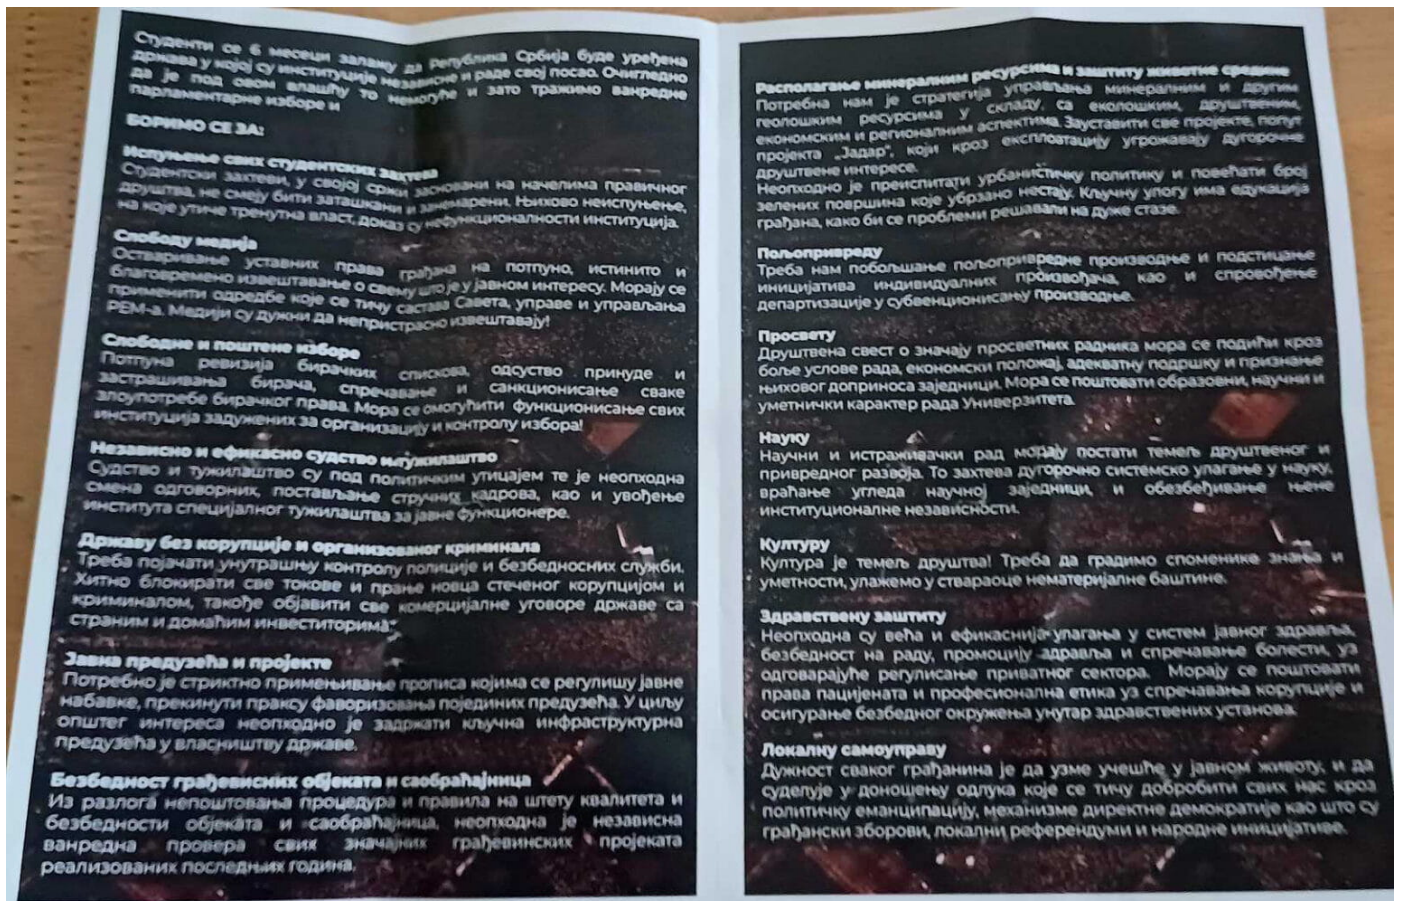 Студенти се 6 месеци залажу да Република Србија буде уређена
држава у којој су институције независне и раде свој посао. Очигледно
да је под овом влашћу то немогуће и зато тражимо ванредне
парламентарне изборе и
БОРИМО СЕ ЗА:
Испуњење свих студентских захтева
Студентски захтеви, у својој сржи засновани на начелима правичног
друштва, не смеју бити заташкани и занемарени. Њихово неиспуњење,
на које утиче тренутна власт, доказ су нефункционалности институција.
Слободу медија
Остваривање уставних права грађана на потпуно, истинито и
благовремено извештавање о свему што је у јавном интересу. Морају се
применити одредбе које се тичу састава Савета, управе и управљања
РЕМ-а. Медији су дужни да непристрасно извештавају!
Слободне и поштене изборе
Потпуна ревизија бирачких спискова, одсуство принуде и
застрашивања бирача, спречавање и санкционисање сваке
злоупотребе бирачког права. Мора се омогућити функционисање свих
институција задужених за организацију и контролу избора!
Независно и ефикасно судство и тужилаштво
Судство и тужилаштво су под политичким утицајем те је неопходна
смена одговорних, постављање стручних кадрова, као и увођење
института специјалног тужилаштва за јавне функционере.
Државу без корупције и организованог криминала
Треба појачати унутрашњу контролу полиције и безбедносних служби.
Хитно блокирати све токове и прање новца стеченог корупцијом и
криминалом, такође објавити све комерцијалне уговоре државе са
страним и домаћим инвеститорима.
Јавна предузећа и пројекте
Потребно је стриктно примењивање прописа којима се регулишу јавне
набавке, прекинути праксу фаворизовања појединих предузећа. У циљу
општег интереса неопходно је задржати кључна инфраструктурна
предузећа у власништву државе.
Безбедност грађевисних објеката и саобраћајница
Из разлога непоштовања процедура и правила на штету квалитета и
безбедности објеката и саобраћајница, неопходна је независна
ванредна провера свих значајних грађевинских пројеката
реализованих последњих година.
Располагање минералним ресурсима и заштиту животне средине
Потребна нам је стратегија управљања минералним и другим
геолошким ресурсима у складу, са еколошким, друштвеним,
економским и регионалним аспектима. Зауставити све пројекте, попут
пројекта „Јадар“, који кроз експлоатацију угрожавају дугорочне
друштвене интересе.
Неопходно је преиспитати урбанистичку политику и повећати број
зелених површина које убрзано нестају. Кључну улогу има едукација
грађана, како би се проблеми решавали на дуже стазе.
Пољопривреду
Треба нам побољшање пољопривредне производње и подстицање
иницијатива индивидуалних произвођача, као и спровођење
департизације у субвенционисању производње.
Просвету
Друштвена свест о значају просветних радника мора се подићи кроз
боље услове рада, економски положај, адекватну подршку и признање
њиховог доприноса заједници. Мора се поштовати образовни, научни и
уметнички карактер рада Универзитета.
Науку
Научни и истраживачки рад морају постати темељ друштвеног и
привредног развоја. То захтева дугорочно системско улагање у науку,
враћање угледа научној заједници, и обезбеђивање њене
институционалне независности.
Културу
Култура је темељ друштва! Треба да градимо споменике знања и
уметности, улажемо у ствараоце нематеријалне баштине.
Здравствену заштиту
Неопходна су већа и ефикаснија улагања у систем јавног здравља,
безбедност на раду, промоцију здравља и спречавање болести, уз
одговарајуће регулисање приватног сектора. Морају се поштовати
права пацијената и професионална етика уз спречавања корупције и
осигурање безбедног окружења унутар здравствених установа.
Локалну самоуправу
Дужност сваког грађанина је да узме учешће у јавном животу, и да
суделује у доношењу одлука које се тичу добробити свих нас кроз
политичку еманципацију, механизме директне демократије као што су
грађански зборови, локални референдуми и народне иницијативе.